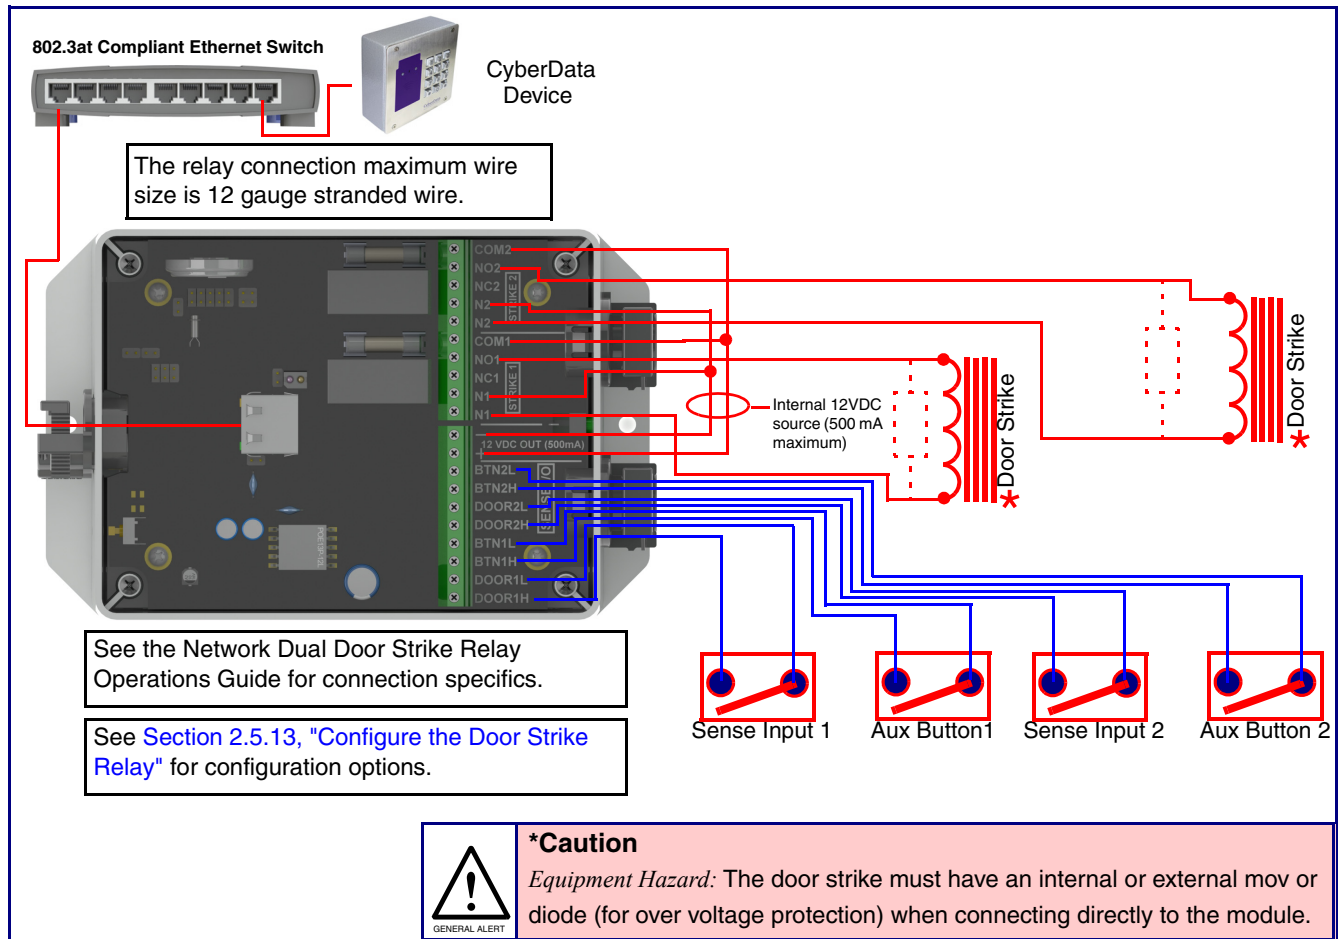 802.3at Compliant Ethernet Switch
CyberData
Device
The relay connection maximum wire
size is 12 gauge stranded wire.
COM2
NO2
NC2
N2
N2
STRIKE 2
COM1
NO1
NC1
N1
N1
STRIKE 1
-
12 VDC OUT (500mA)
+
BTN2L
BTN2H
DOOR2L
DOOR2H
BTN1L
BTN1H
DOOR1L
DOOR1H
Internal 12VDC
source (500 mA
maximum)
*Door Strike
*Door Strike
Sense Input 1
Aux Button1
Sense Input 2
Aux Button 2
See the Network Dual Door Strike Relay
Operations Guide for connection specifics.
See Section 2.5.13, "Configure the Door Strike
Relay" for configuration options.
GENERAL ALERT
*Caution
Equipment Hazard: The door strike must have an internal or external mov or
diode (for over voltage protection) when connecting directly to the module.